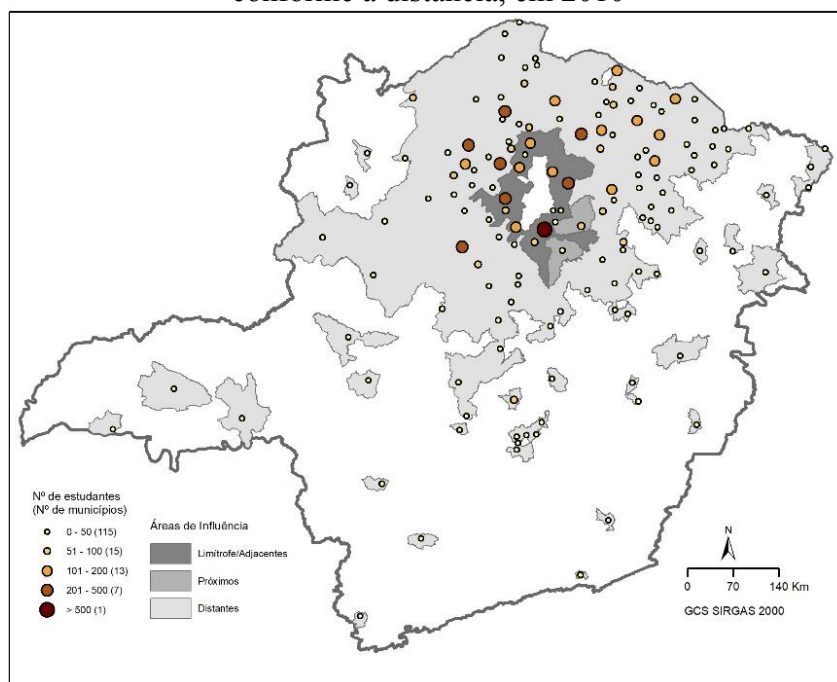 conforme a distância, em 2010
Nº de estudantes
(Nº de municípios)
0 - 50 (115)
51 - 100 (15)
101 - 200 (13)
201 - 500 (7)
> 500 (1)
Áreas de Influência
Limítrofe/Adjacentes
Próximos
Distantes
N
0 70 140 Km
GCS SIRGAS 2000